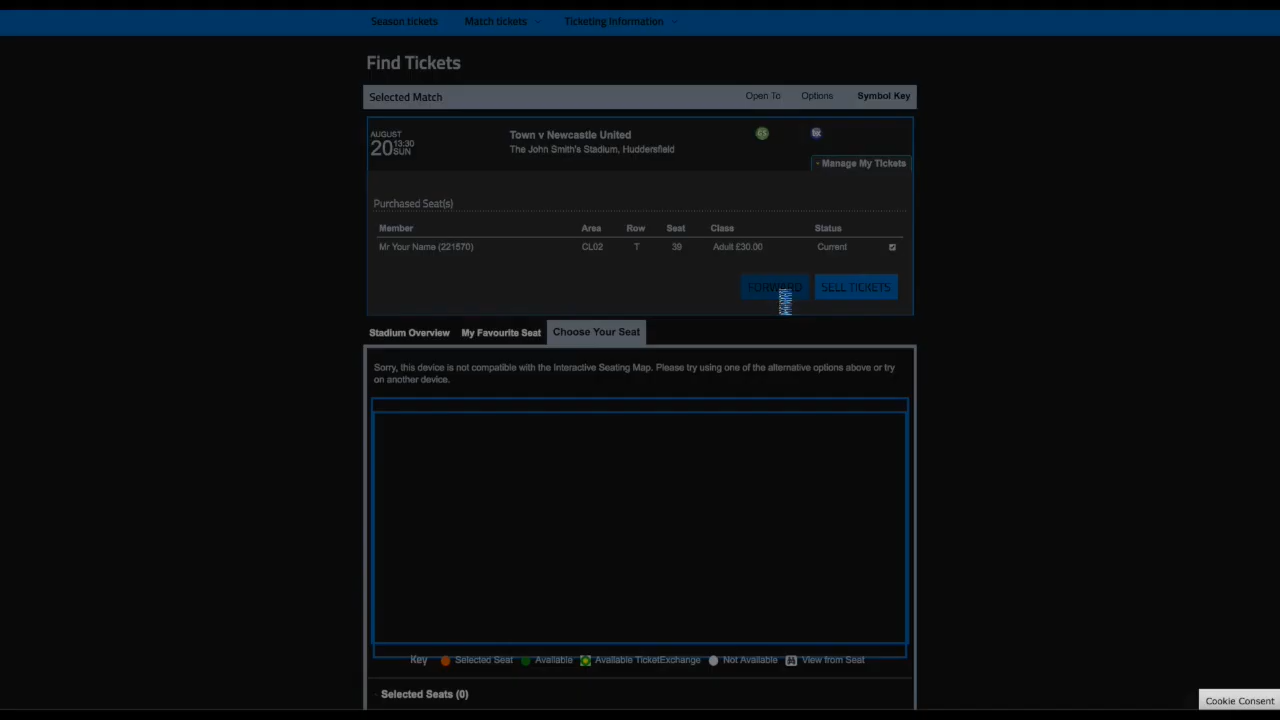 Season tickets Match tickets Ticketing Information
Find Tickets
Selected Match Open To Options Symbol Key
AUGUST
20 13:30
SUN
Town v Newcastle United
The John Smith's Stadium, Huddersfield
- Manage My Tickets
Purchased Seat(s)
Member Area Row Seat Class Status
Mr Your Name (221570) CL02 T 39 Adult £30.00 Current
FORWARD SELL TICKETS
Stadium Overview My Favourite Seat Choose Your Seat
Sorry, this device is not compatible with the Interactive Seating Map. Please try using one of the alternative options above or try
on another device.
Key Selected Seat Available Available TicketExchange Not Available View from Seat
Selected Seats (0)
Cookie Consent